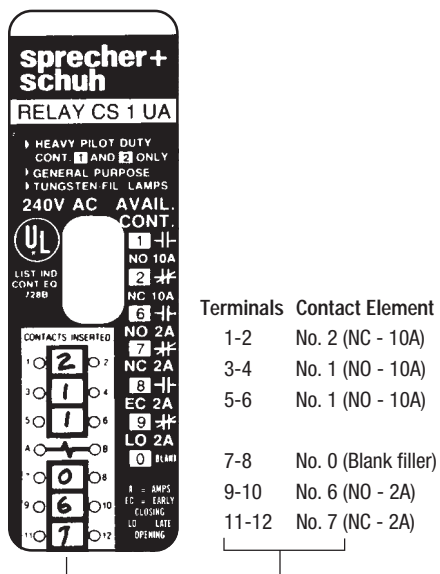 sprecher+
schuh
RELAY CS 1 UA
HEAVY PILOT DUTY
CONT. 1 AND 2 ONLY
GENERAL PURPOSE
TUNGSTEN-FIL LAMPS
240V AC
AVAIL.
CONT.
UL
LIST IND
CONT EQ
728B
1
NO 10A
2
NC 10A
6
NO 2A
7
NC 2A
8
EC 2A
9
LO 2A
0 BLANK
A = AMPS
EC = EARLY
CLOSING
LO LATE
OPENING
CONTACTS INSERTED
1 2 2
3 1 4
5 1 6
A B
7 0 8
9 6 10
11 7 12
Terminals Contact Element
1-2 No. 2 (NC - 10A)
3-4 No. 1 (NO - 10A)
5-6 No. 1 (NO - 10A)
7-8 No. 0 (Blank filler)
9-10 No. 6 (NO - 2A)
11-12 No. 7 (NC - 2A)